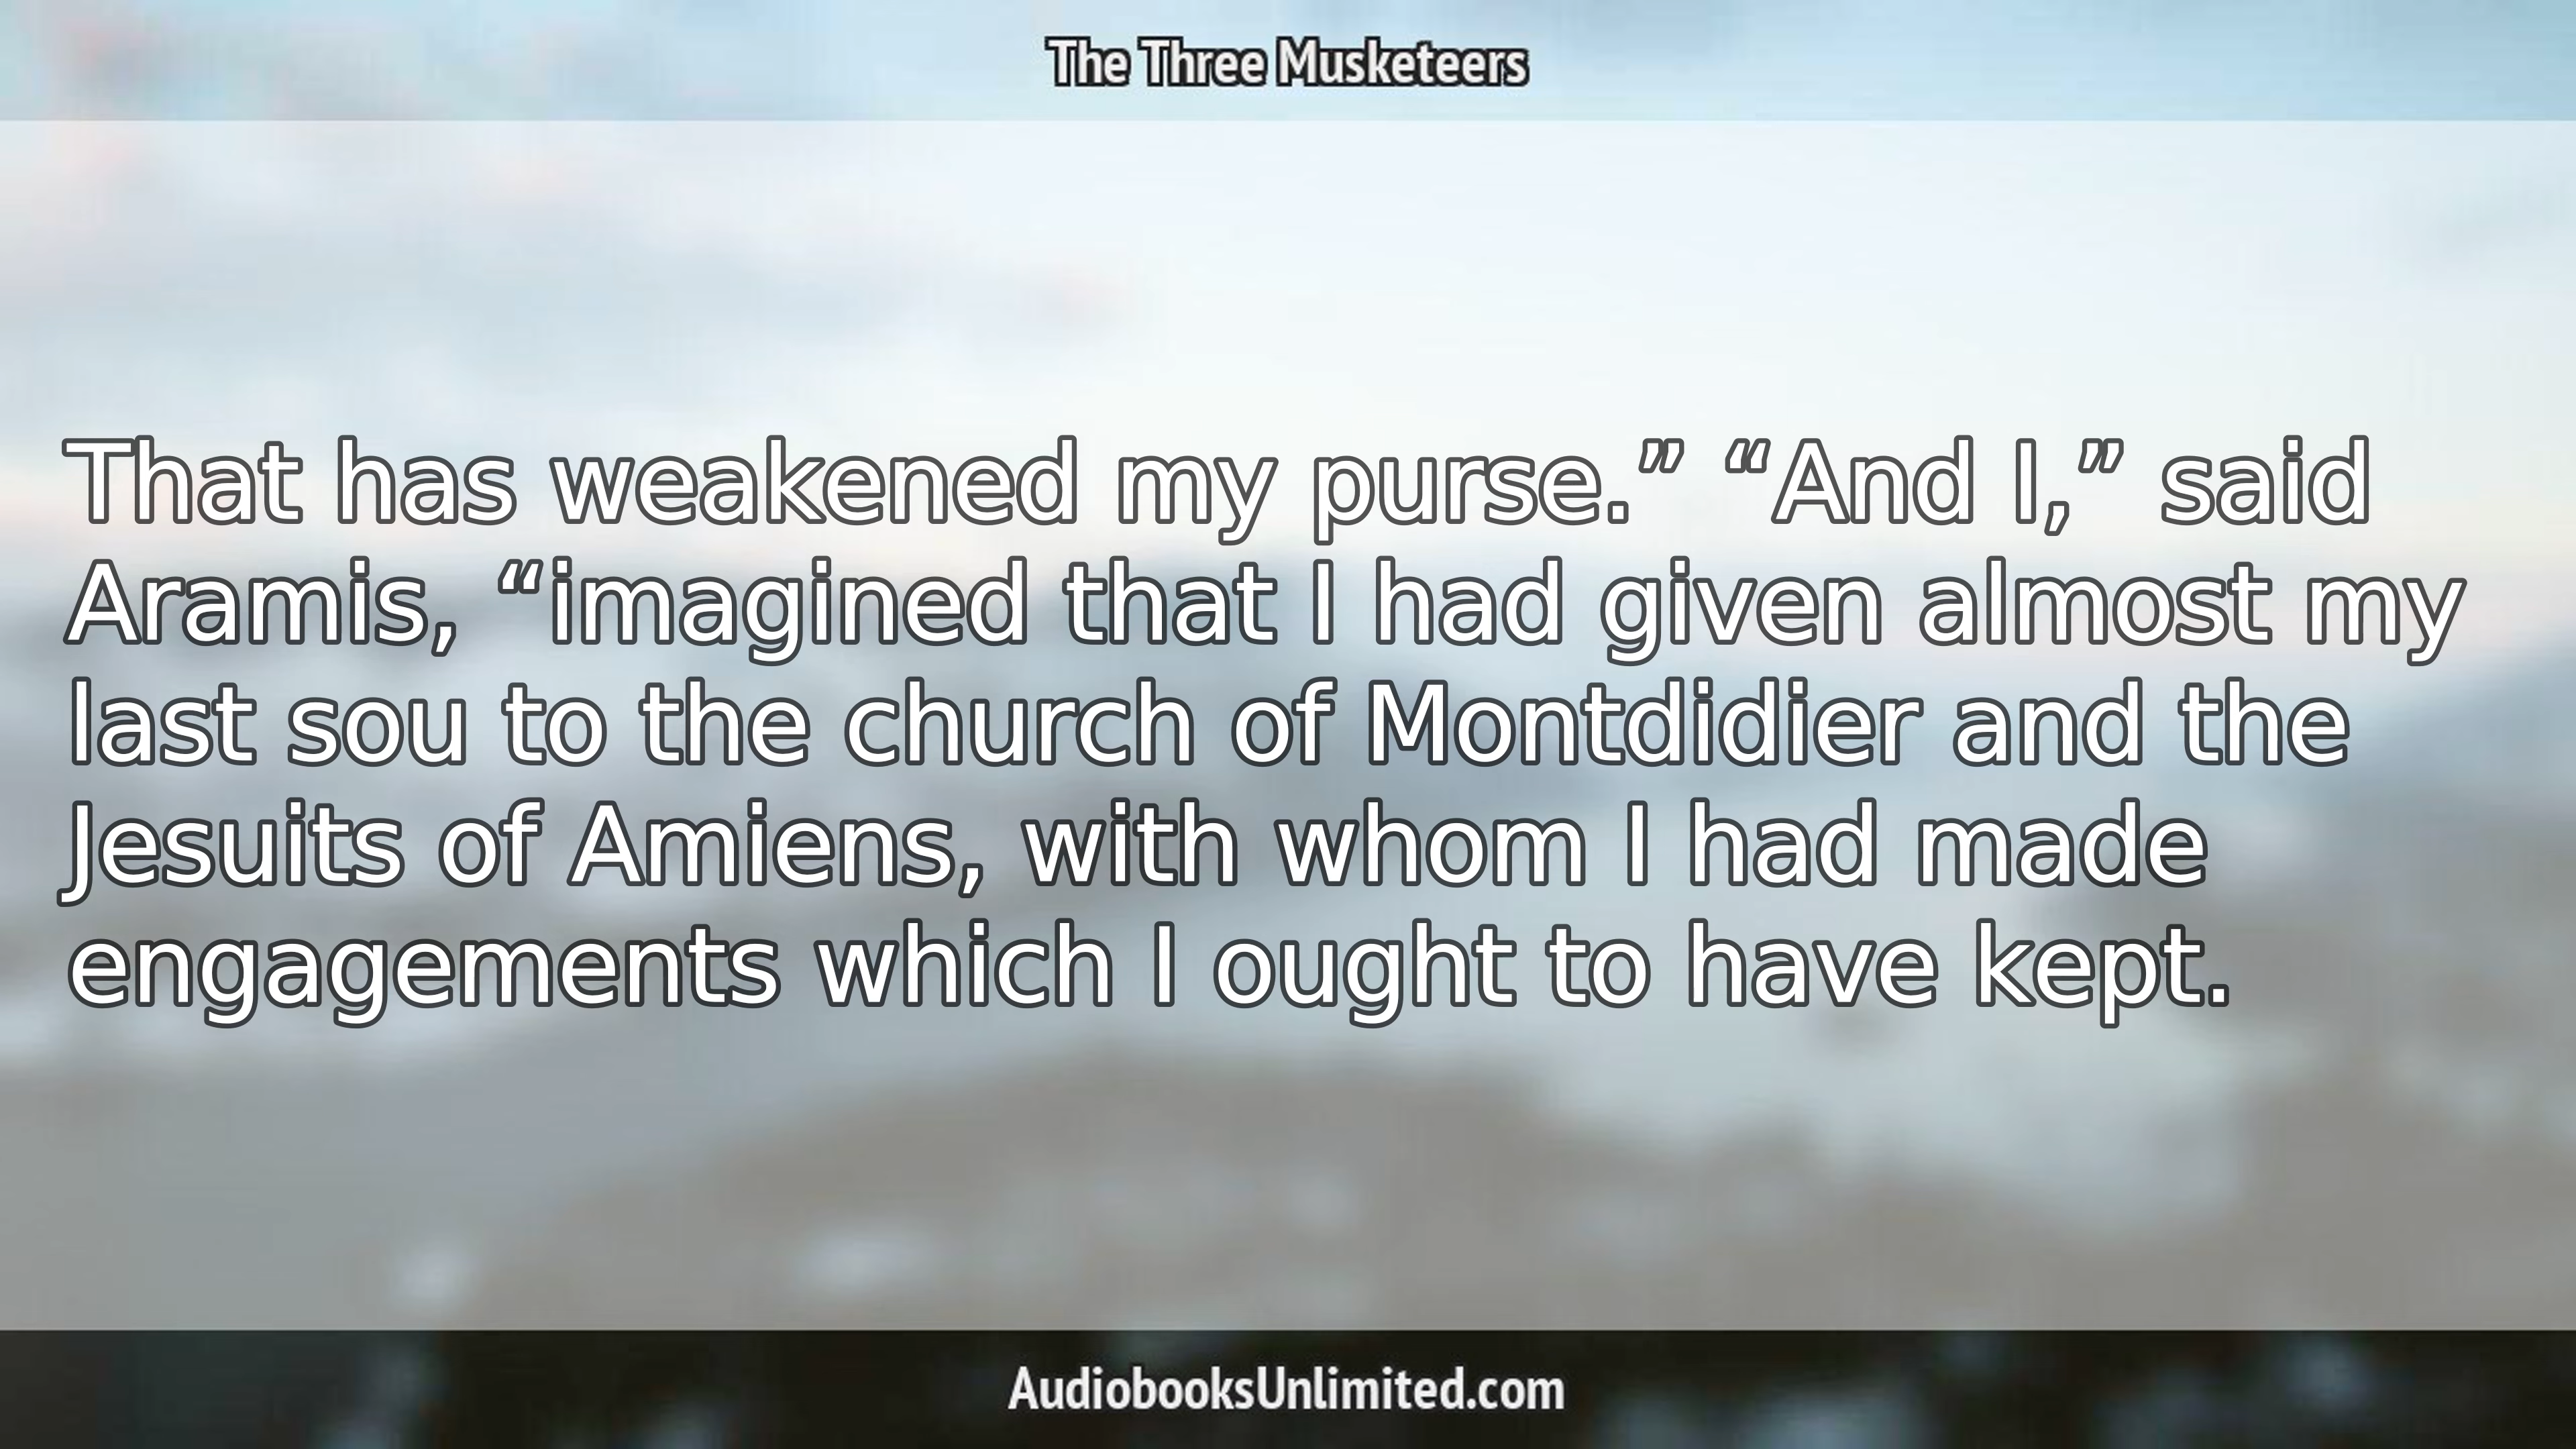 The Three Musketeers
That has weakened my purse.” “And I,” said
Aramis, “imagined that I had given almost my
last sou to the church of Montdidier and the
Jesuits of Amiens, with whom I had made
engagements which I ought to have kept.
AudiobooksUnlimited.com